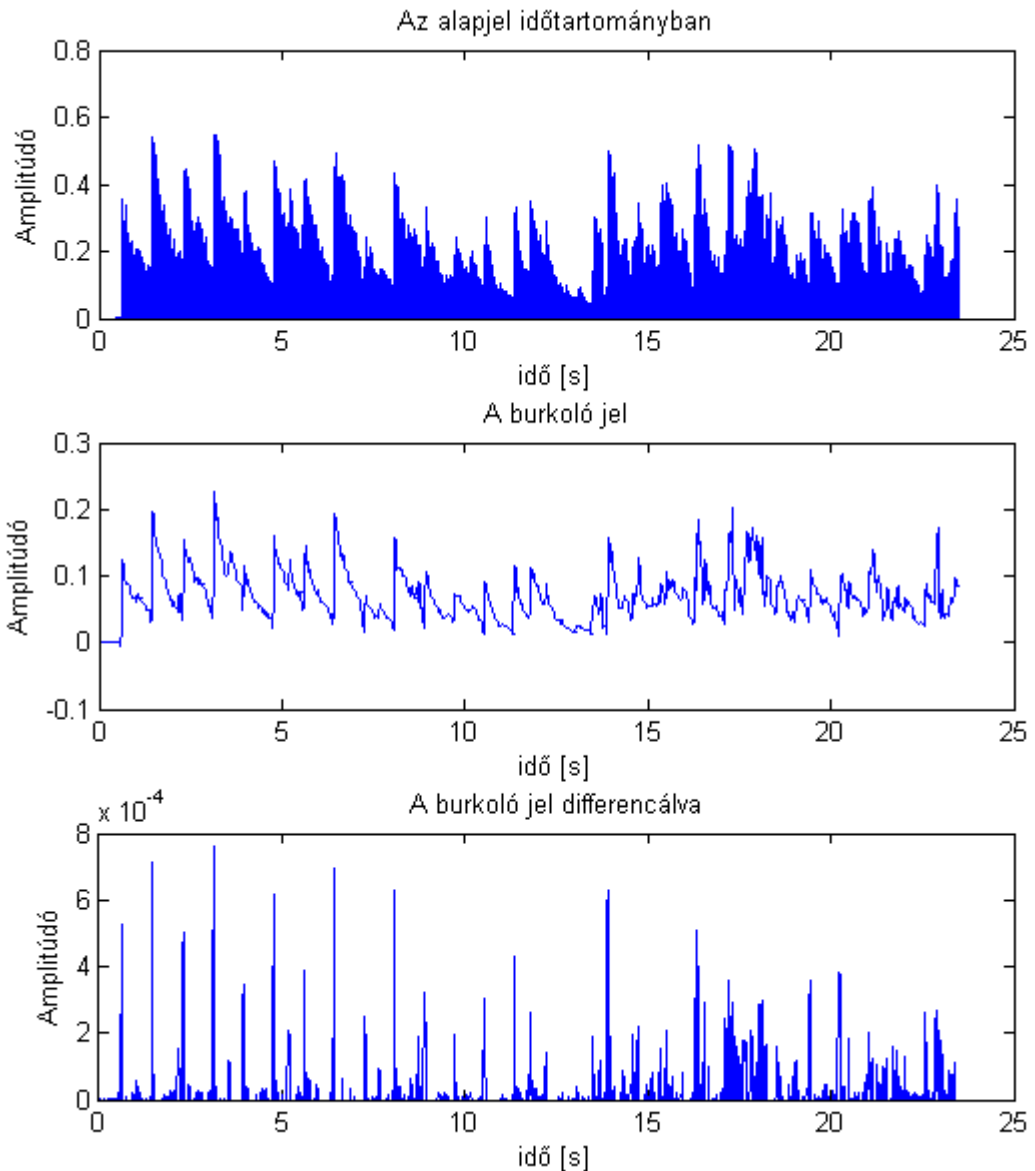 Az alapjel időtartományban
0.8
0.6
0.4
0.2
0
Amplitúdó
0 5 10 15 20 25
idő [s]
A burkoló jel
0.3
0.2
0.1
0
-0.1
Amplitúdó
0 5 10 15 20 25
idő [s]
x 10^-4
A burkoló jel differencálva
8
6
4
2
0
Amplitúdó
0 5 10 15 20 25
idő [s]